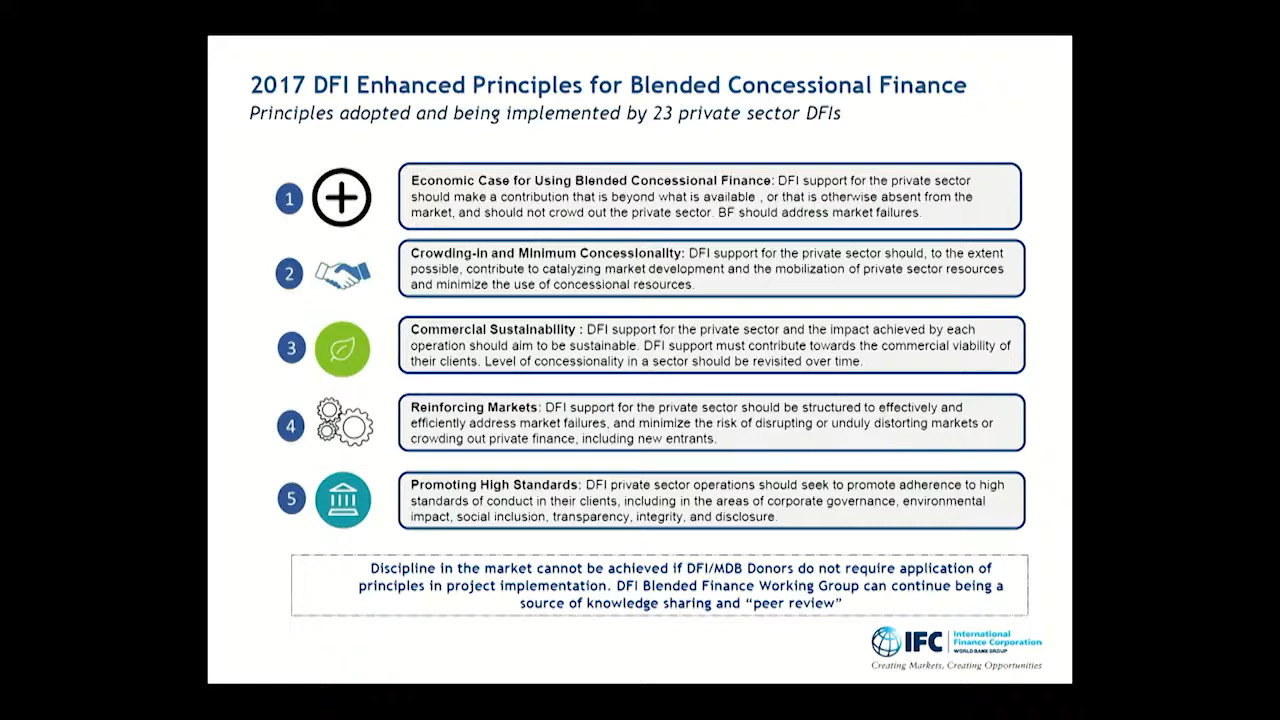 2017 DFI Enhanced Principles for Blended Concessional Finance
Principles adopted and being implemented by 23 private sector DFIs
1
Economic Case for Using Blended Concessional Finance: DFI support for the private sector
should make a contribution that is beyond what is available , or that is otherwise absent from the
market, and should not crowd out the private sector. BF should address market failures.
2
Crowding-in and Minimum Concessionality: DFI support for the private sector should, to the extent
possible, contribute to catalyzing market development and the mobilization of private sector resources
and minimize the use of concessional resources.
3
Commercial Sustainability : DFI support for the private sector and the impact achieved by each
operation should aim to be sustainable. DFI support must contribute towards the commercial viability of
their clients. Level of concessionality in a sector should be revisited over time.
4
Reinforcing Markets: DFI support for the private sector should be structured to effectively and
efficiently address market failures, and minimize the risk of disrupting or unduly distorting markets or
crowding out private finance, including new entrants.
5
Promoting High Standards: DFI private sector operations should seek to promote adherence to high
standards of conduct in their clients, including in the areas of corporate governance, environmental
impact, social inclusion, transparency, integrity, and disclosure.
Discipline in the market cannot be achieved if DFI/MDB Donors do not require application of
principles in project implementation. DFI Blended Finance Working Group can continue being a
source of knowledge sharing and “peer review”
IFC
International
Finance Corporation
WORLD BANK GROUP
Creating Markets, Creating Opportunities